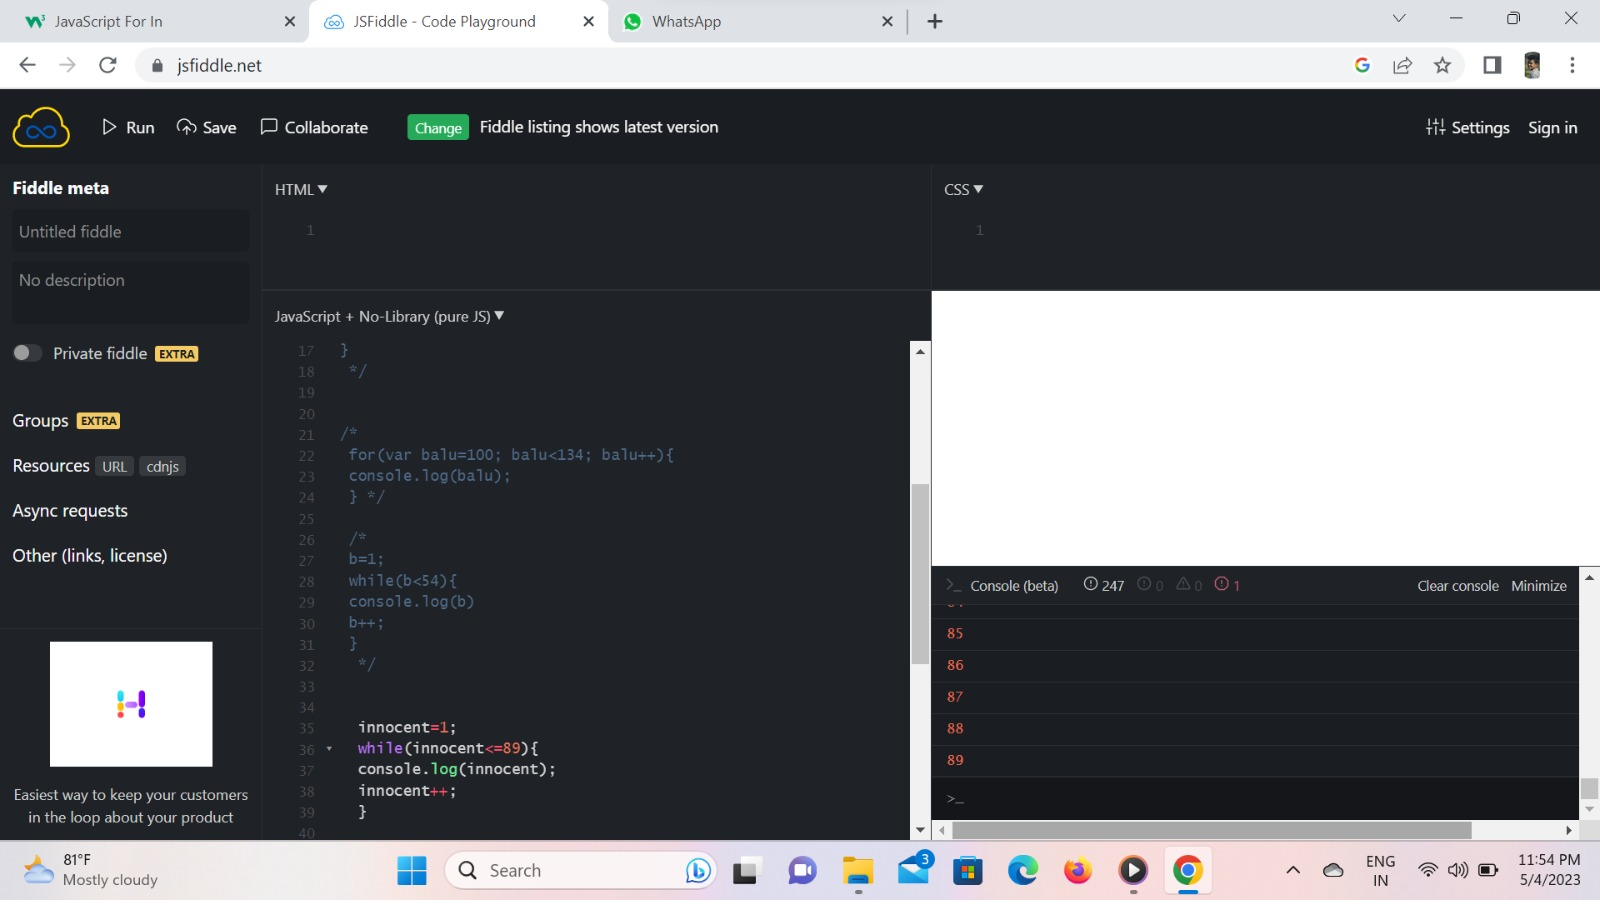 JavaScript For In
JSFiddle - Code Playground
WhatsApp
jsfiddle.net
Run
Save
Collaborate
Change
Fiddle listing shows latest version
Settings
Sign in
Fiddle meta
Untitled fiddle
No description
Private fiddle EXTRA
Groups EXTRA
Resources URL cdnjs
Async requests
Other (links, license)
Easiest way to keep your customers
in the loop about your product
HTML▼
1
CSS▼
1
JavaScript + No-Library (pure JS)▼
17 }
18 */
19
20
21 /*
22 for(var balu=100; balu<134; balu++){
23 console.log(balu);
24 } */
25
26 /*
27 b=1;
28 while(b<54){
29 console.log(b)
30 b++;
31 }
32 */
33
34
35 innocent=1;
36 while(innocent<=89){
37 console.log(innocent);
38 innocent++;
39 }
40
>_ Console (beta) 247 0 0 1 Clear console Minimize
85
86
87
88
89
>_
81°F
Mostly cloudy
Search
3
ENG
IN
11:54 PM
5/4/2023